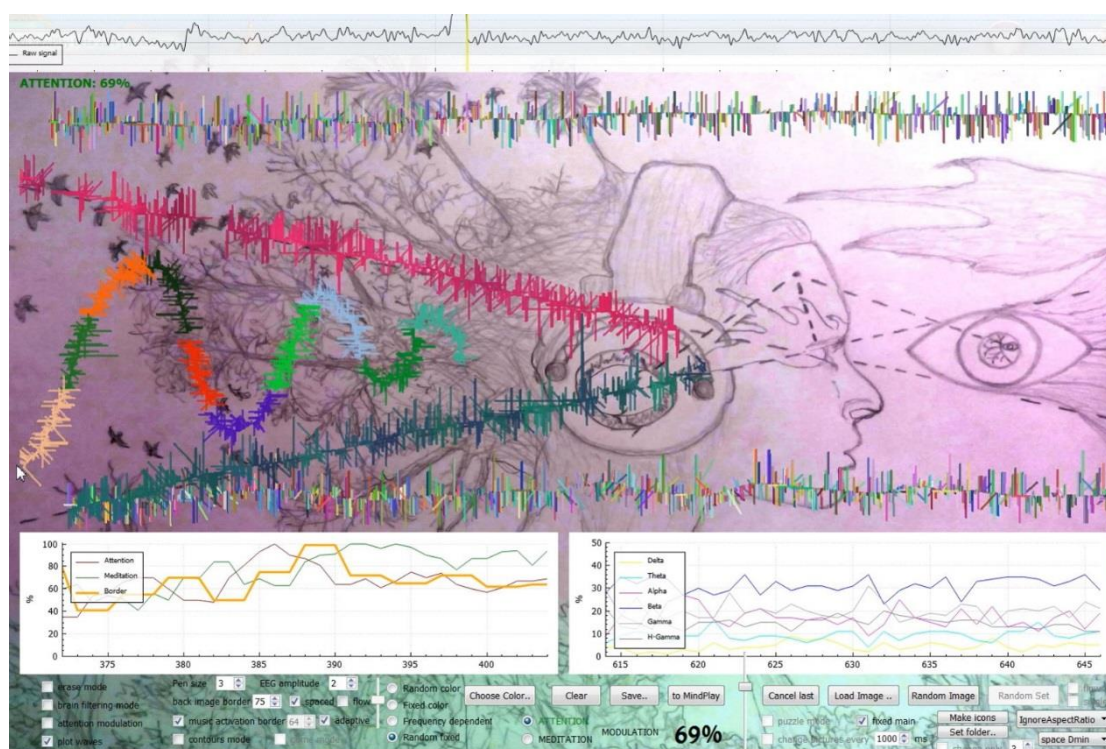 Raw signal
ATTENTION: 69%
100
80
60
40
20
0
%
Attention
Meditation
Border
375 380 385 390 395 400
50
40
30
20
10
0
%
Delta
Theta
Alpha
Beta
Gamma
H-Gamma
615 620 625 630 635 640 645
erase mode
brain filtering mode
attention modulation
plot waves
Pen size 3 EEG amplitude 2
back image border 75 spaced flow
music activation border 64 adaptive
contours mode
Random color
Fixed color
Frequency dependent
Random fixed
Choose Color.. Clear Save.. to MindPlay
ATTENTION
MEDITATION
MODULATION 69%
Cancel last Load Image .. Random Image Random Set
puzzle mode fixed main
change pictures every 1000 ms
Make icons
Set folder..
IgnoreAspectRatio
space Dmin